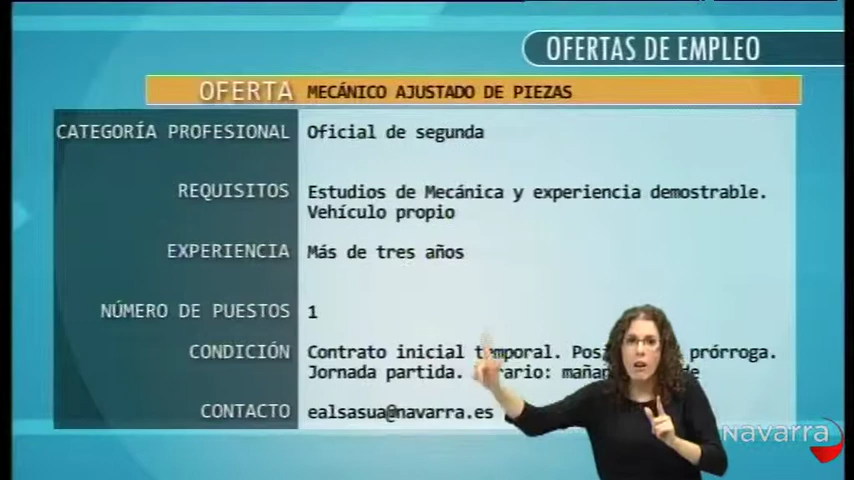 OFERTAS DE EMPLEO
OFERTA MECÁNICO AJUSTADO DE PIEZAS
CATEGORÍA PROFESIONAL Oficial de segunda
REQUISITOS Estudios de Mecánica y experiencia demostrable.
Vehículo propio
EXPERIENCIA Más de tres años
NÚMERO DE PUESTOS 1
CONDICIÓN Contrato inicial temporal. prórroga.
Jornada partida.
CONTACTO ealsasua@navarra.es
Navarra